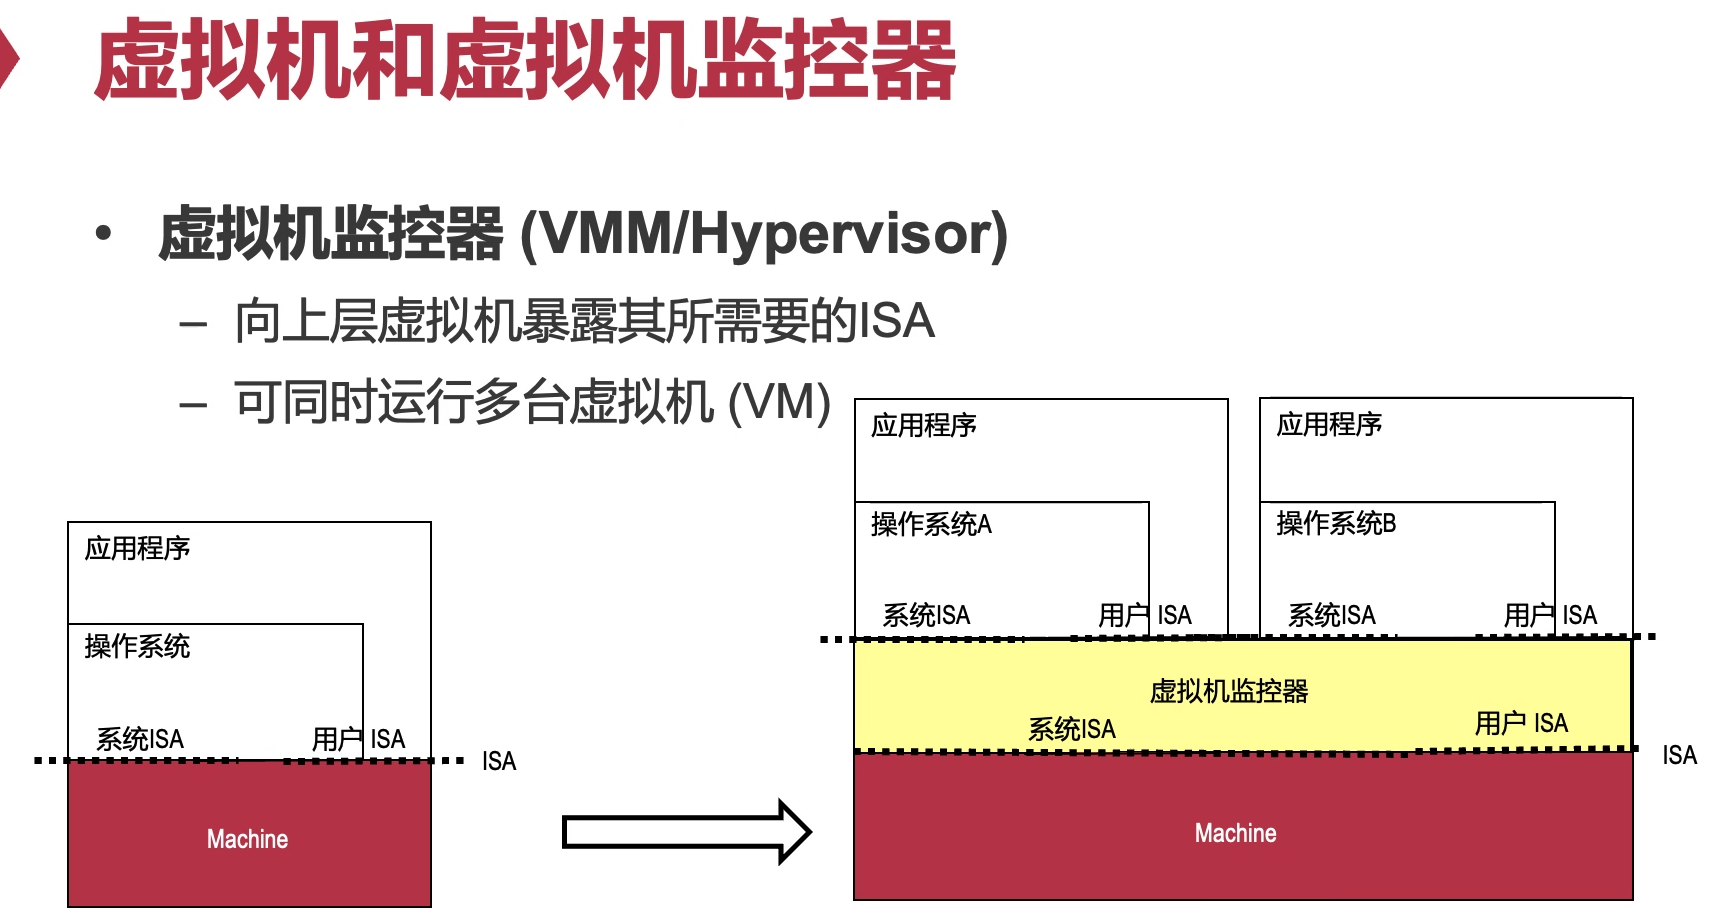 虚拟机和虚拟机监控器
• 虚拟机监控器 (VMM/Hypervisor)
– 向上层虚拟机暴露其所需要的ISA
– 可同时运行多台虚拟机 (VM)
应用程序
操作系统
系统ISA
用户 ISA
ISA
Machine
应用程序
操作系统A
系统ISA
用户 ISA
应用程序
操作系统B
系统ISA
用户 ISA
虚拟机监控器
系统ISA
用户 ISA
ISA
Machine